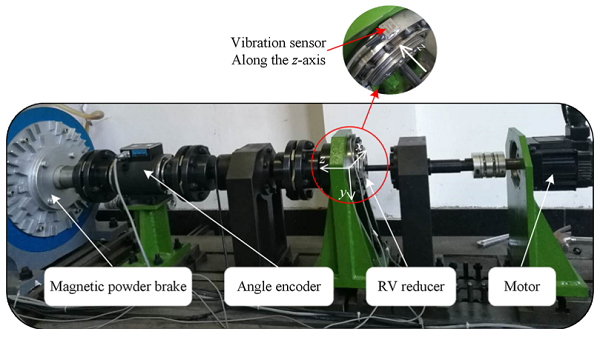 Vibration sensor
Along the z-axis
z
z
x
y
Magnetic powder brake
Angle encoder
RV reducer
Motor